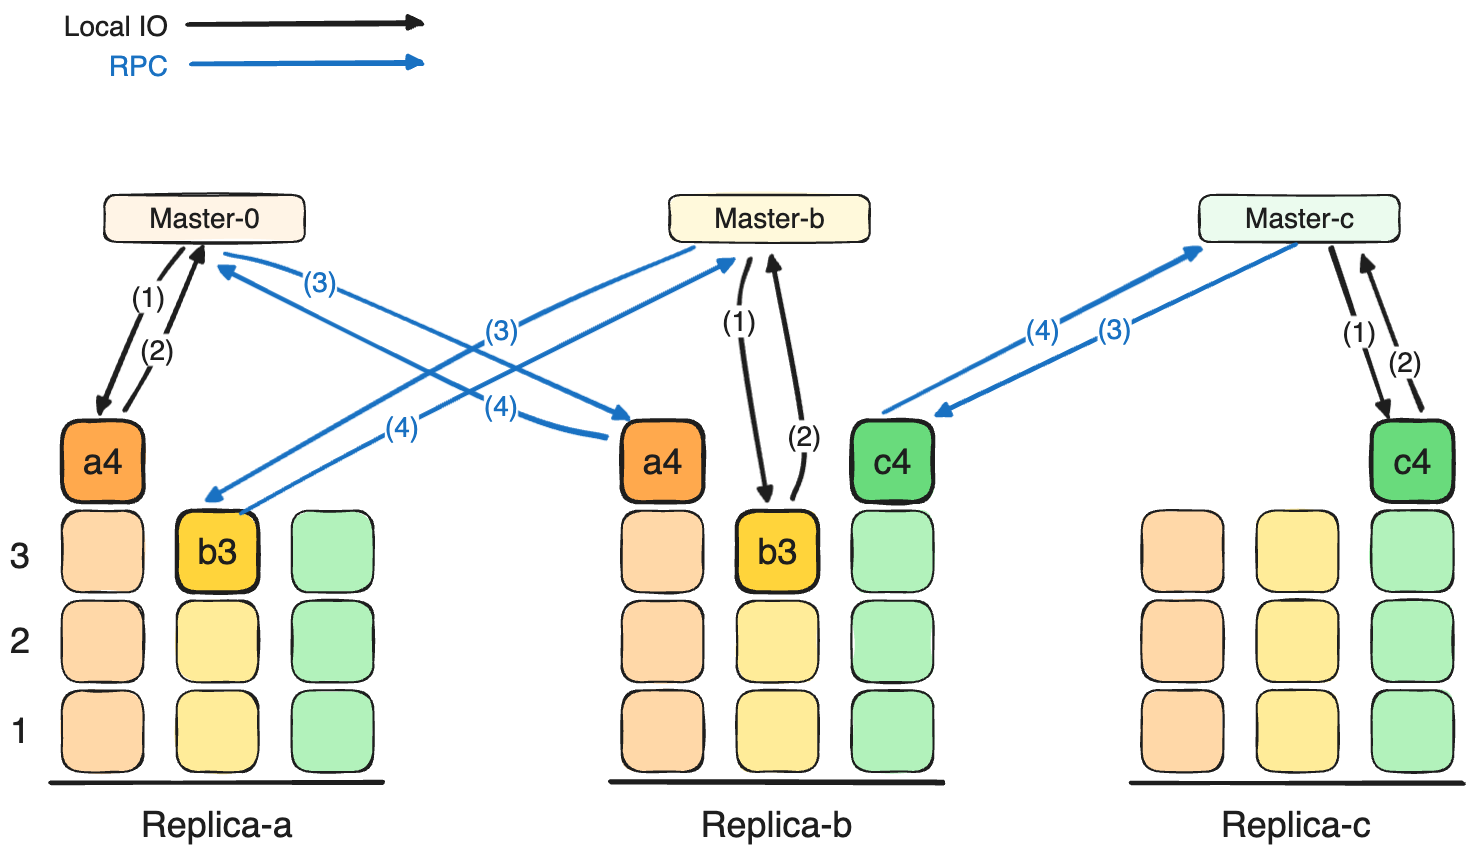 Local IO
RPC
Master-0
Master-b
Master-c
(1)
(2)
(3)
(4)
(3)
(4)
(1)
(2)
(4)
(3)
(1)
(2)
a4
a4
c4
c4
3
b3
b3
2
1
Replica-a
Replica-b
Replica-c